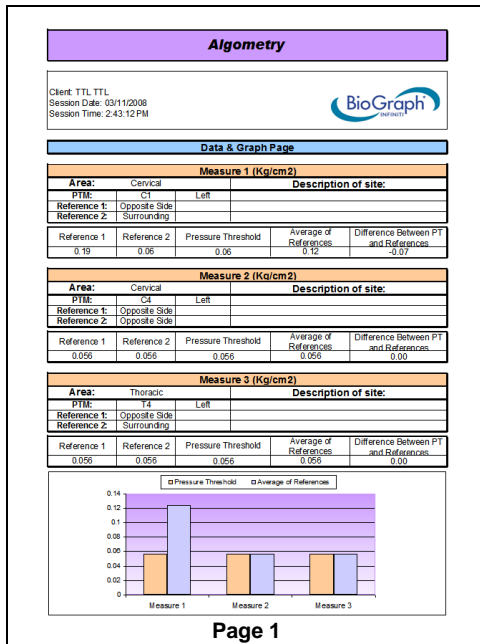 Algometry
Client: TTL TTL
Session Date: 03/11/2008
Session Time: 2:43:12 PM
BioGraph
INFINITI
Data & Graph Page
Measure 1 (Kg/cm2)
Area: Cervical Description of site:
PTM: C1 Left
Reference 1: Opposite Side
Reference 2: Surrounding
Reference 1 Reference 2 Pressure Threshold Average of References Difference Between PT and References
0.19 0.06 0.06 0.12 -0.07
Measure 2 (Kg/cm2)
Area: Cervical Description of site:
PTM: C4 Left
Reference 1: Opposite Side
Reference 2: Opposite Side
Reference 1 Reference 2 Pressure Threshold Average of References Difference Between PT and References
0.056 0.056 0.056 0.056 0.00
Measure 3 (Kg/cm2)
Area: Thoracic Description of site:
PTM: T4 Left
Reference 1: Opposite Side
Reference 2: Surrounding
Reference 1 Reference 2 Pressure Threshold Average of References Difference Between PT and References
0.056 0.056 0.056 0.056 0.00
Pressure Threshold Average of References
0.14
0.12
0.1
0.08
0.06
0.04
0.02
0
Measure 1 Measure 2 Measure 3
Page 1